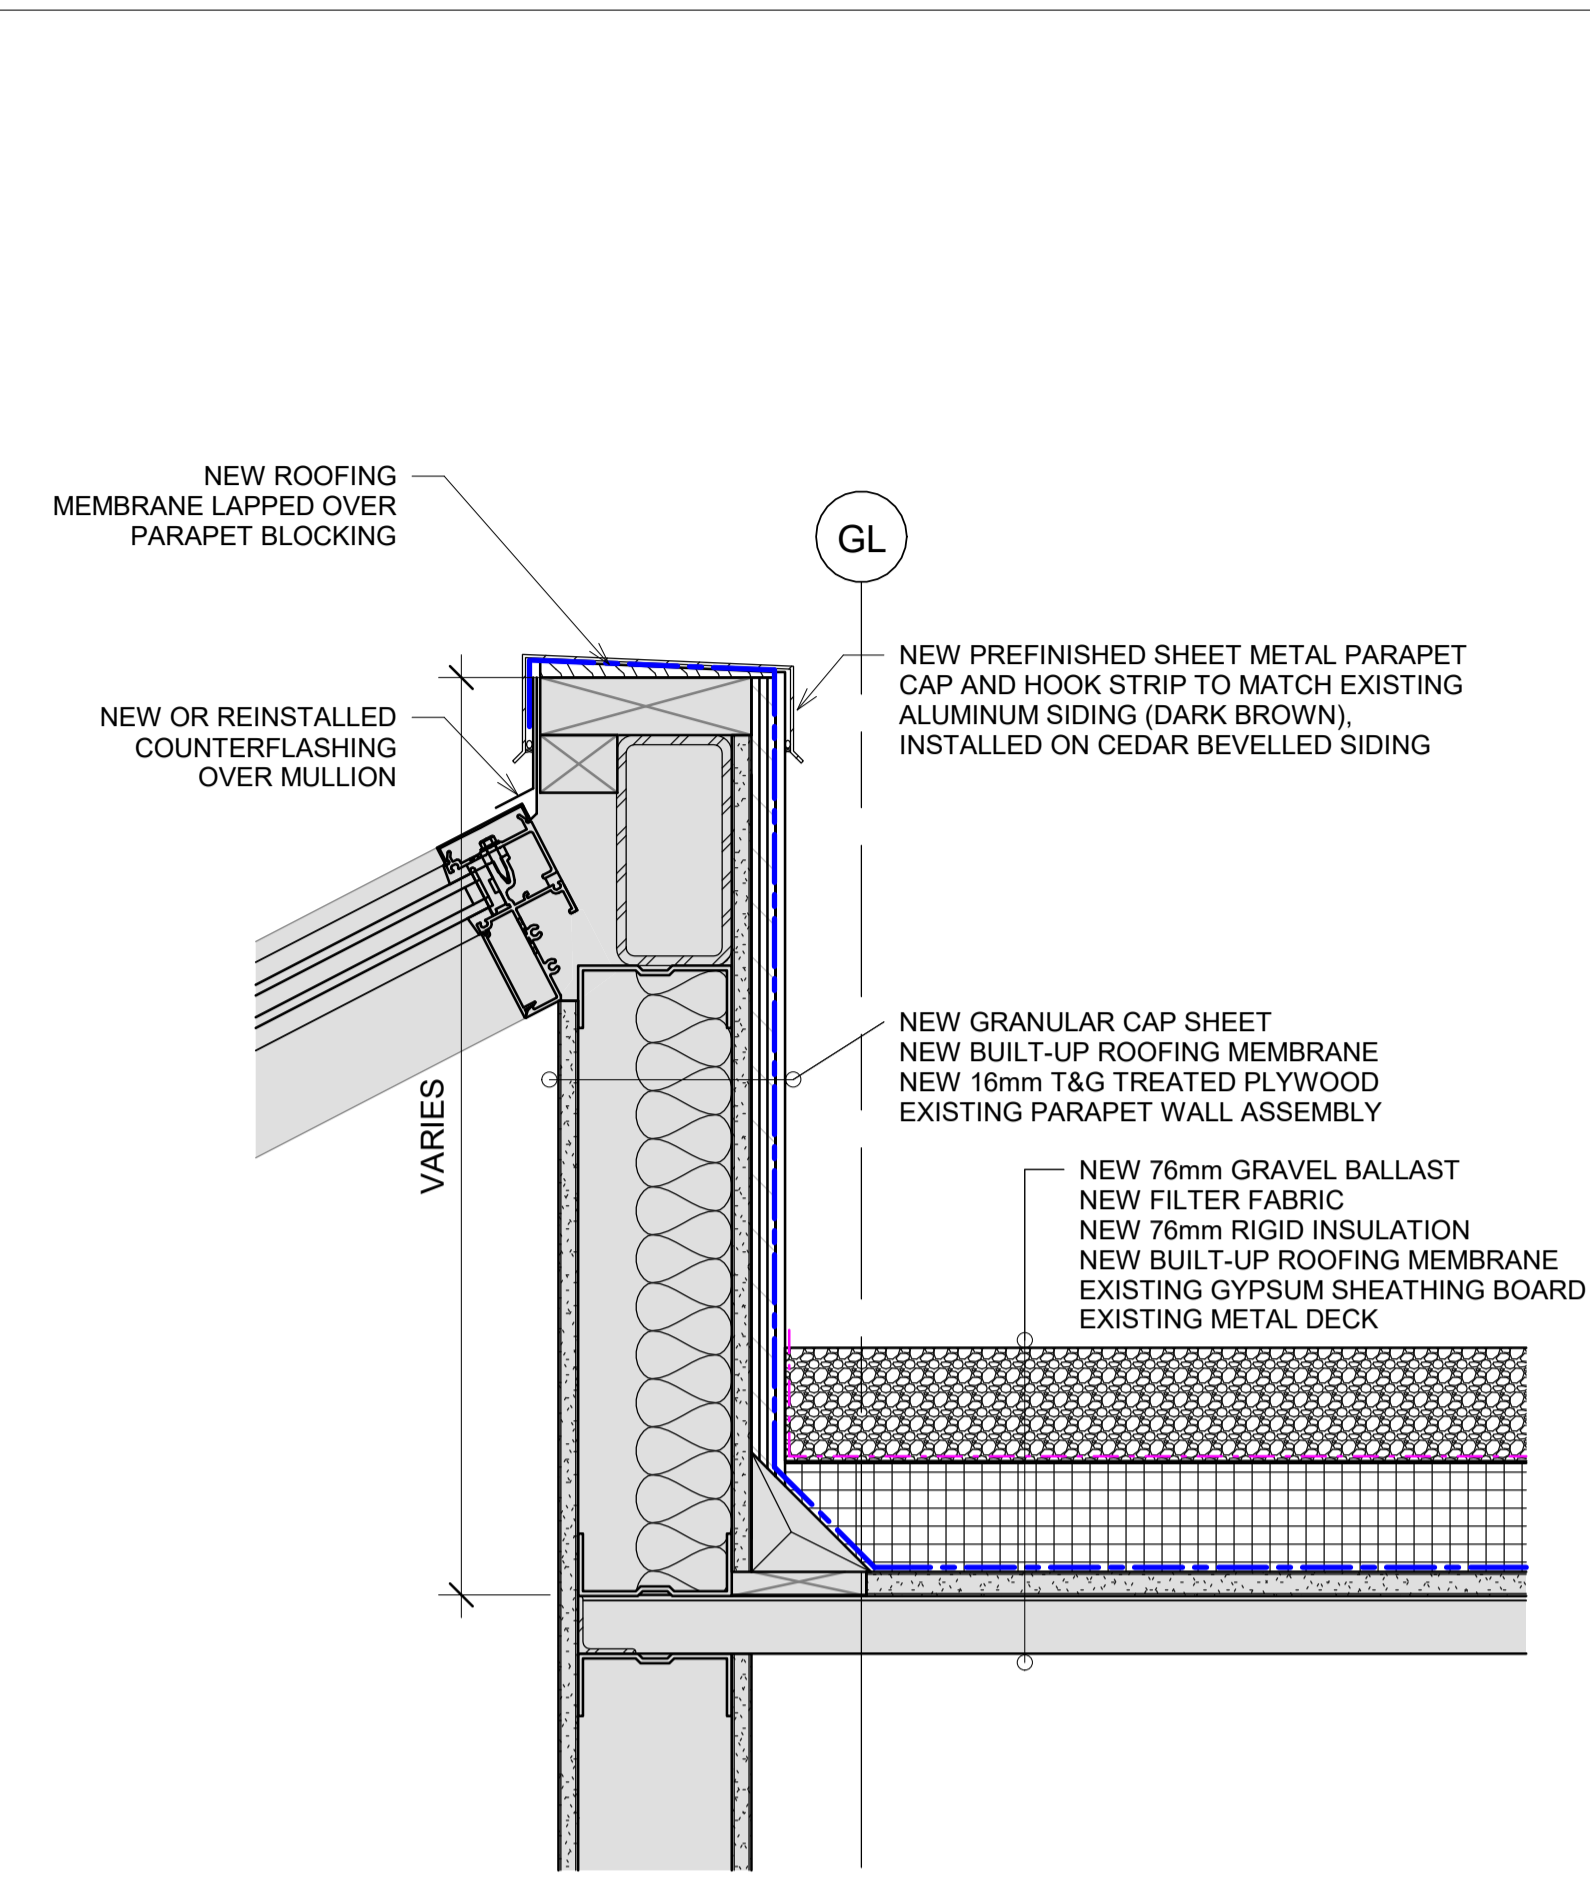 NEW ROOFING
MEMBRANE LAPPED OVER
PARAPET BLOCKING
GL
NEW PREFINISHED SHEET METAL PARAPET
CAP AND HOOK STRIP TO MATCH EXISTING
ALUMINUM SIDING (DARK BROWN),
INSTALLED ON CEDAR BEVELLED SIDING
NEW OR REINSTALLED
COUNTERFLASHING
OVER MULLION
NEW GRANULAR CAP SHEET
NEW BUILT-UP ROOFING MEMBRANE
NEW 16mm T&G TREATED PLYWOOD
EXISTING PARAPET WALL ASSEMBLY
VARIES
NEW 76mm GRAVEL BALLAST
NEW FILTER FABRIC
NEW 76mm RIGID INSULATION
NEW BUILT-UP ROOFING MEMBRANE
EXISTING GYPSUM SHEATHING BOARD
EXISTING METAL DECK